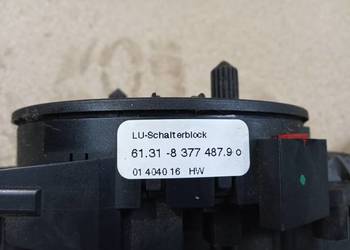 LU-Schalterblock
61.31 -8 377 487.9 o
01 4040 16 HW